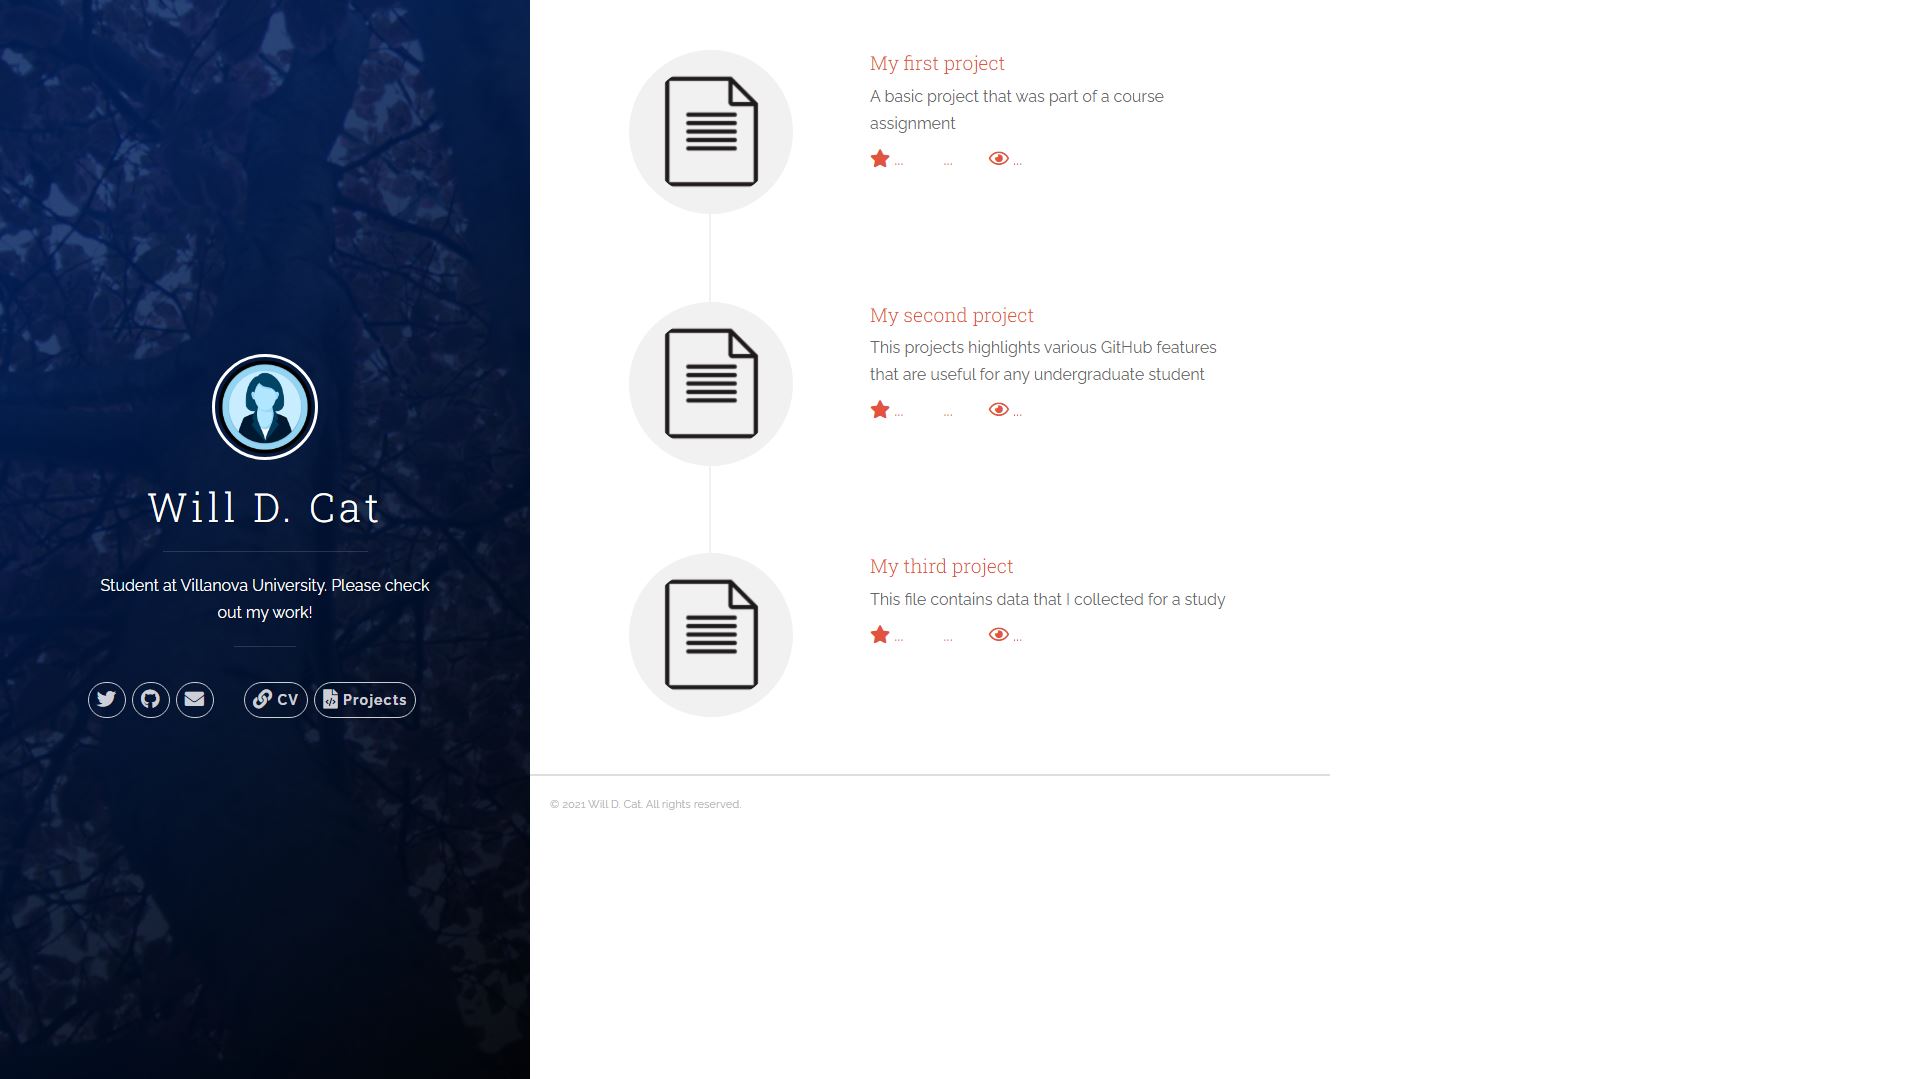 Will D. Cat
Student at Villanova University. Please check
out my work!
CV
Projects
My first project
A basic project that was part of a course
assignment
... ... ...
My second project
This projects highlights various GitHub features
that are useful for any undergraduate student
... ... ...
My third project
This file contains data that I collected for a study
... ... ...
© 2021 Will D. Cat. All rights reserved.